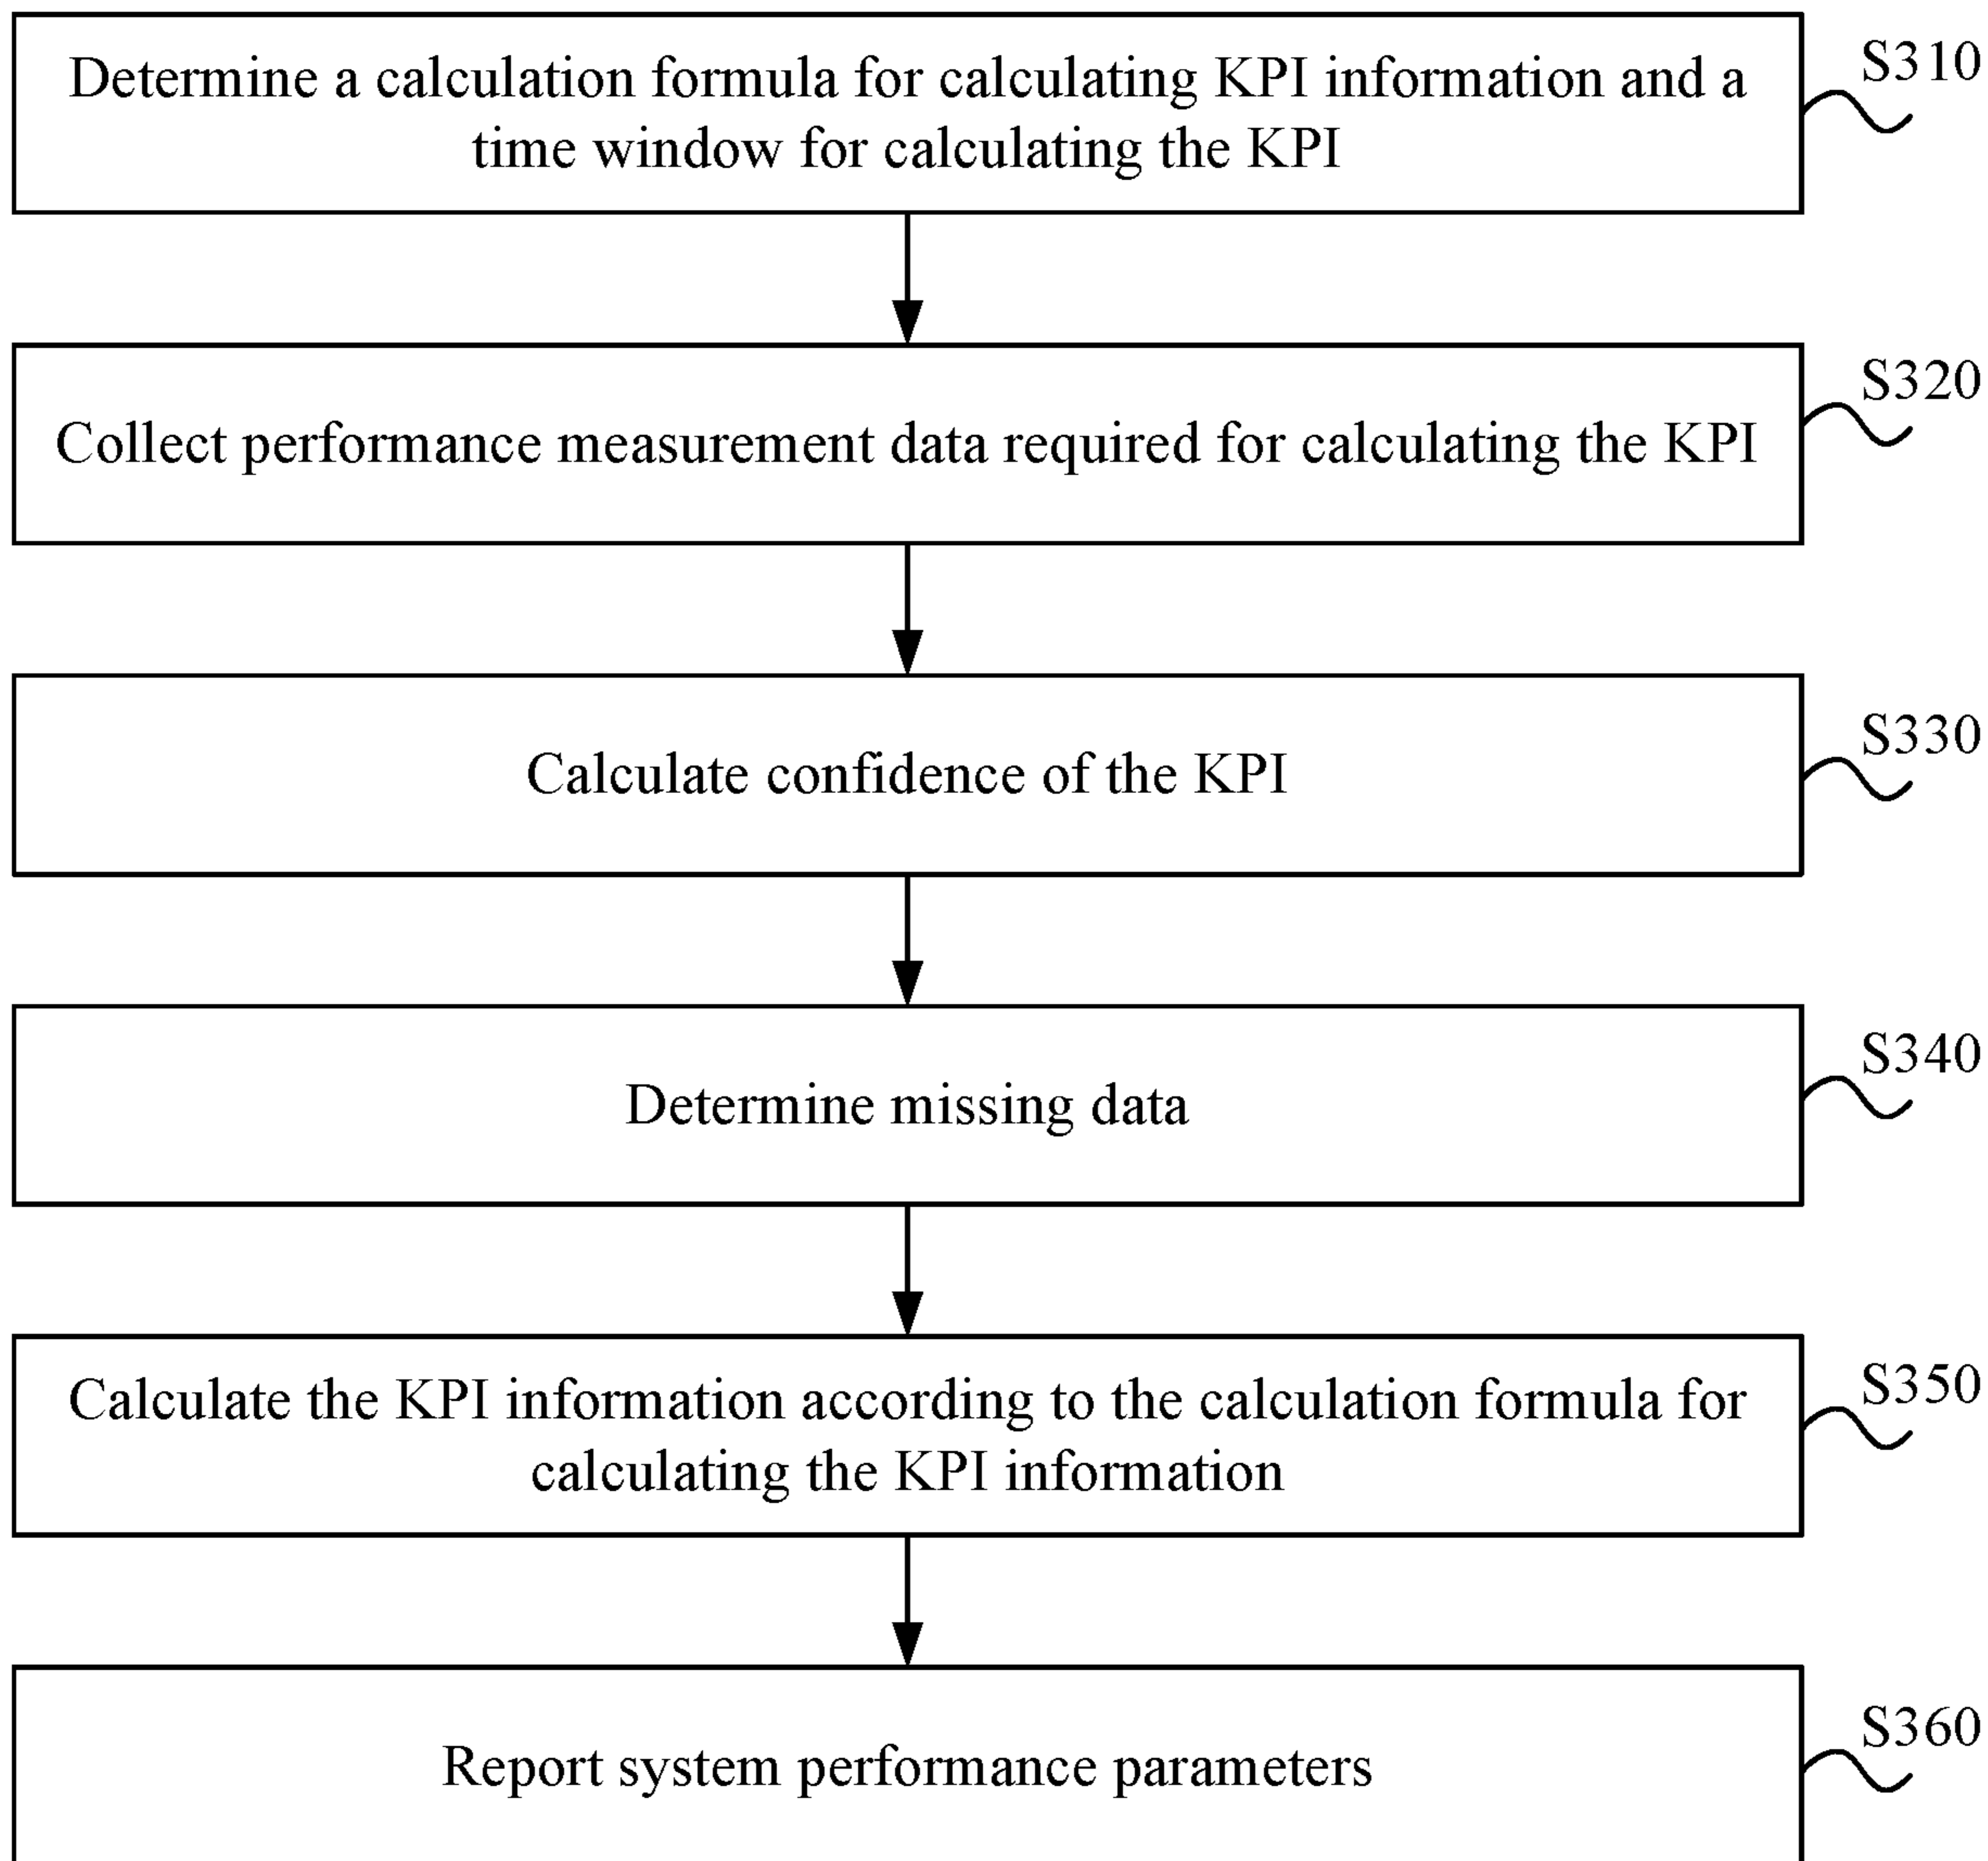 Determine a calculation formula for calculating KPI information and a
time window for calculating the KPI
S310
Collect performance measurement data required for calculating the KPI
S320
Calculate confidence of the KPI
S330
Determine missing data
S340
Calculate the KPI information according to the calculation formula for
calculating the KPI information
S350
Report system performance parameters
S360